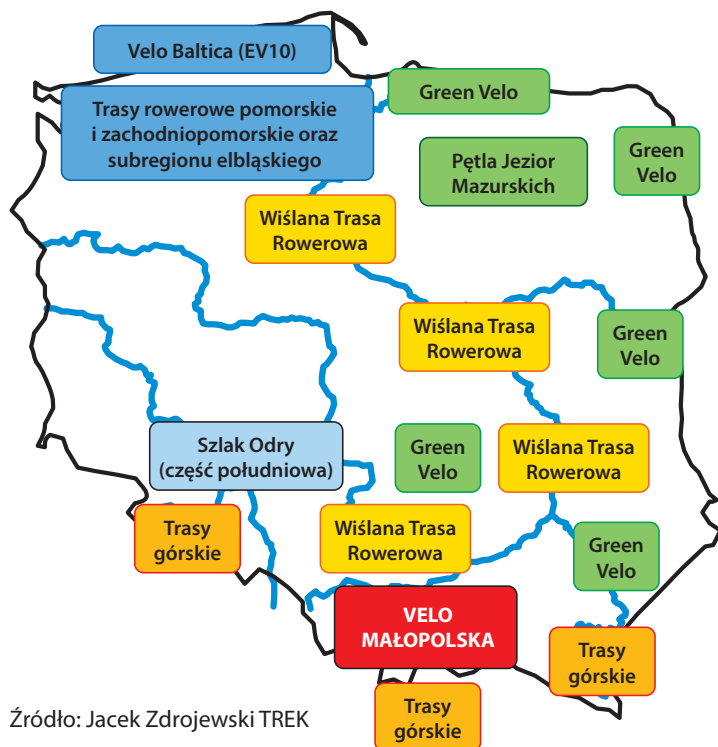 Velo Baltica (EV10)
Green Velo
Trasy rowerowe pomorskie
i zachodniopomorskie oraz
subregionu elbląskiego
Pętla Jezior
Mazurskich
Green
Velo
Wiślana Trasa
Rowerowa
Wiślana Trasa
Rowerowa
Green
Velo
Szlak Odry
(część południowa)
Green
Velo
Wiślana Trasa
Rowerowa
Trasy
górskie
Wiślana Trasa
Rowerowa
Green
Velo
VELO
MAŁOPOLSKA
Trasy
górskie
Trasy
górskie
Źródło: Jacek Zdrojewski TREK